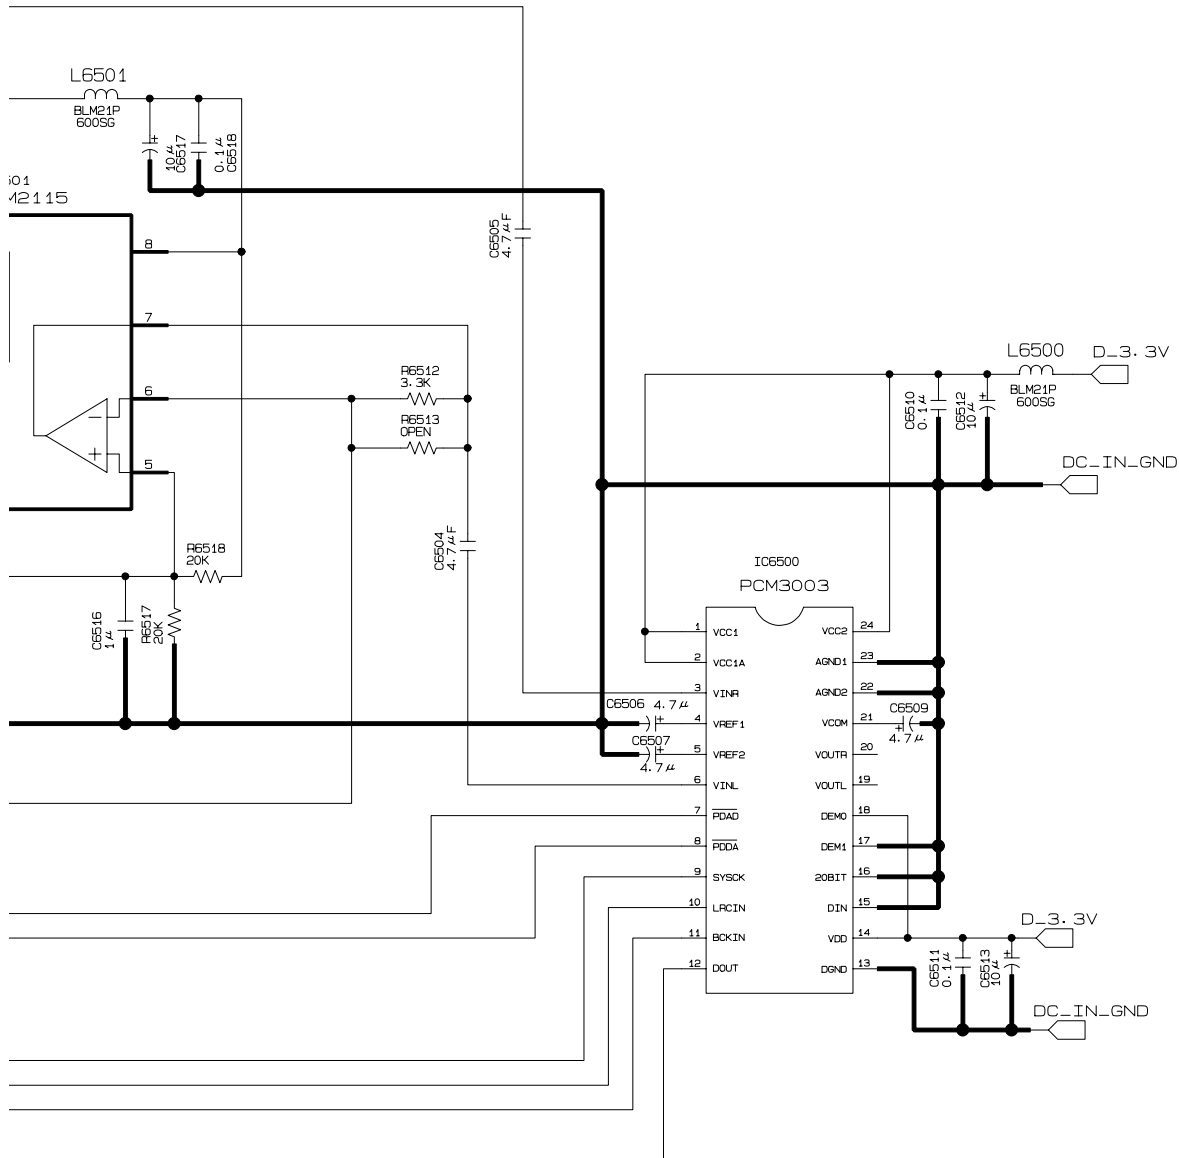 L6501
BLM21P
600SG
10μ
C6517
0.1μ
C6518
501
M2115
8
7
6
5
C6505
4.7μF
R6512
3.3K
R6513
OPEN
C6504
4.7μF
R6518
20K
C6516
1μ
R6517
20K
L6500
BLM21P
600SG
D_3.3V
C6510
0.1μ
C6512
10μ
DC_IN_GND
IC6500
PCM3003
1 VCC1
2 VCC1A
3 VINR
4 VREF1
5 VREF2
6 VINL
7 PDAD
8 PDDA
9 SYSCK
10 LRCIN
11 BCKIN
12 DOUT
VCC2 24
AGND1 23
AGND2 22
VCOM 21
VOUTR 20
VOUTL 19
DEM0 18
DEM1 17
20BIT 16
DIN 15
VDD 14
DGND 13
C6506 4.7μ
C6507
4.7μ
C6509
4.7μ
D_3.3V
C6511
0.1μ
C6513
10μ
DC_IN_GND